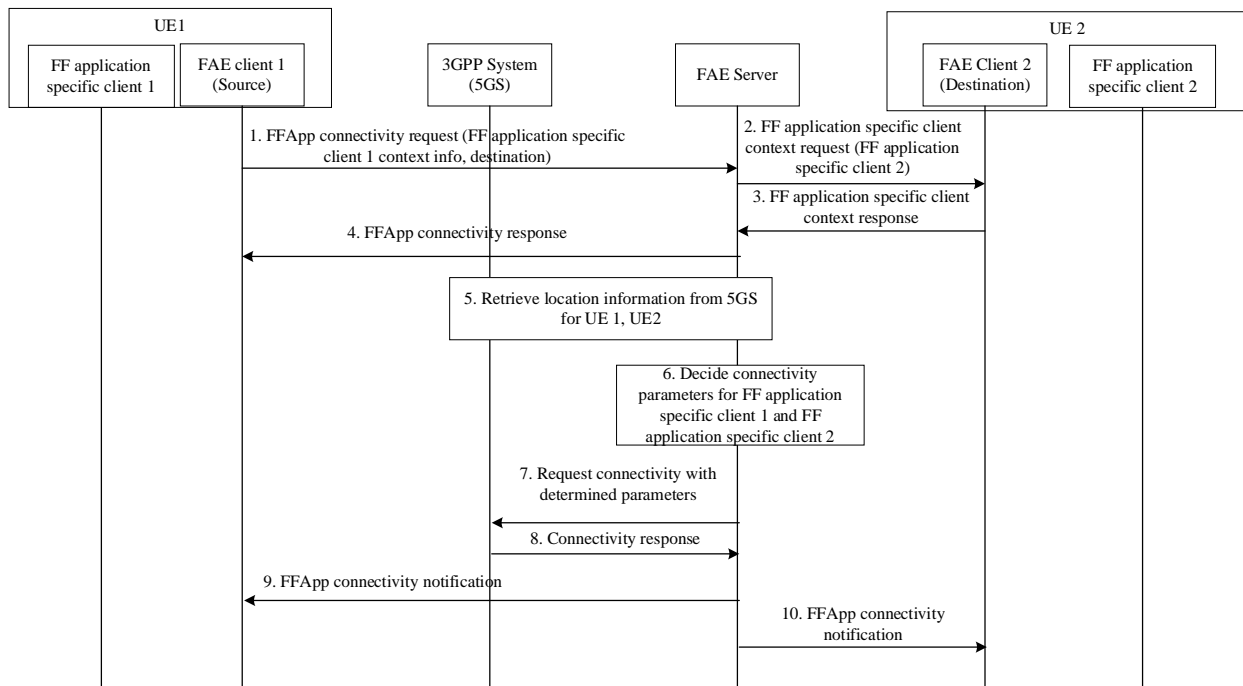 UE1
UE 2
FF application
specific client 1
FAE client 1
(Source)
3GPP System
(5GS)
FAE Server
FAE Client 2
(Destination)
FF application
specific client 2
1. FFApp connectivity request (FF application specific
client 1 context info, destination)
2. FF application specific client
context request (FF application
specific client 2)
3. FF application specific client
context response
4. FFApp connectivity response
5. Retrieve location information from 5GS
for UE 1, UE2
6. Decide connectivity
parameters for FF application
specific client 1 and FF
application specific client 2
7. Request connectivity with
determined parameters
8. Connectivity response
9. FFApp connectivity notification
10. FFApp connectivity
notification